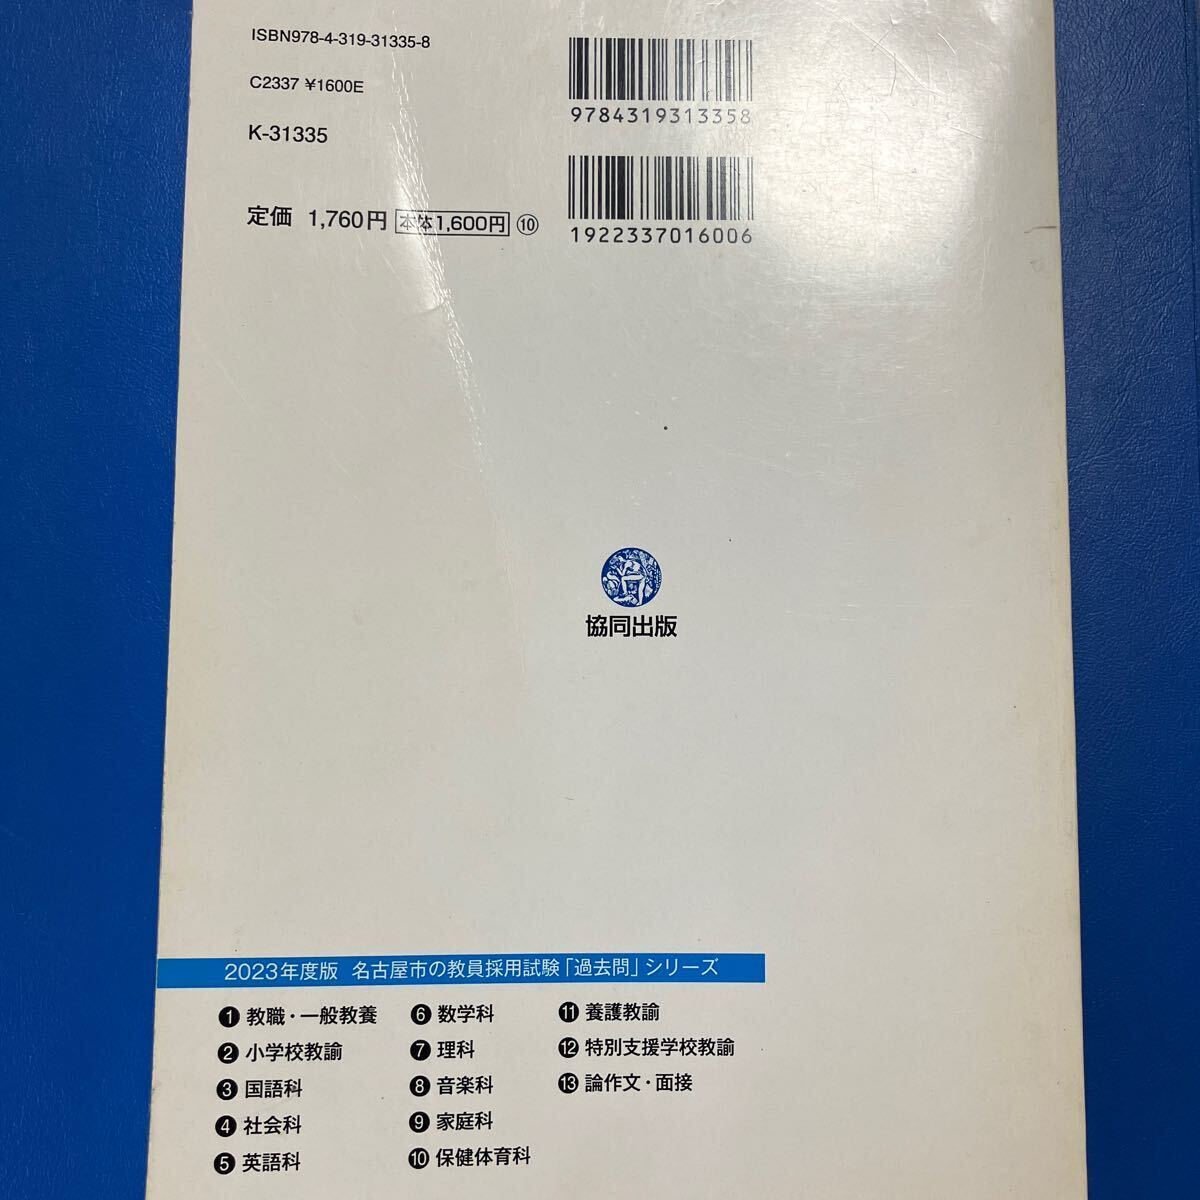 ISBN978-4-319-31335-8
C2337 ¥1600E
K-31335
定価 1,760円 本体1,600円 ⑩
9784319313358
1922337016006
協同出版
2023年度版 名古屋市の教員採用試験「過去問」シリーズ
❶ 教職・一般教養
❷ 小学校教諭
❸ 国語科
❹ 社会科
❺ 英語科
❻ 数学科
❼ 理科
❽ 音楽科
❾ 家庭科
❿ 保健体育科
⓫ 養護教諭
⓬ 特別支援学校教諭
⓭ 論作文・面接